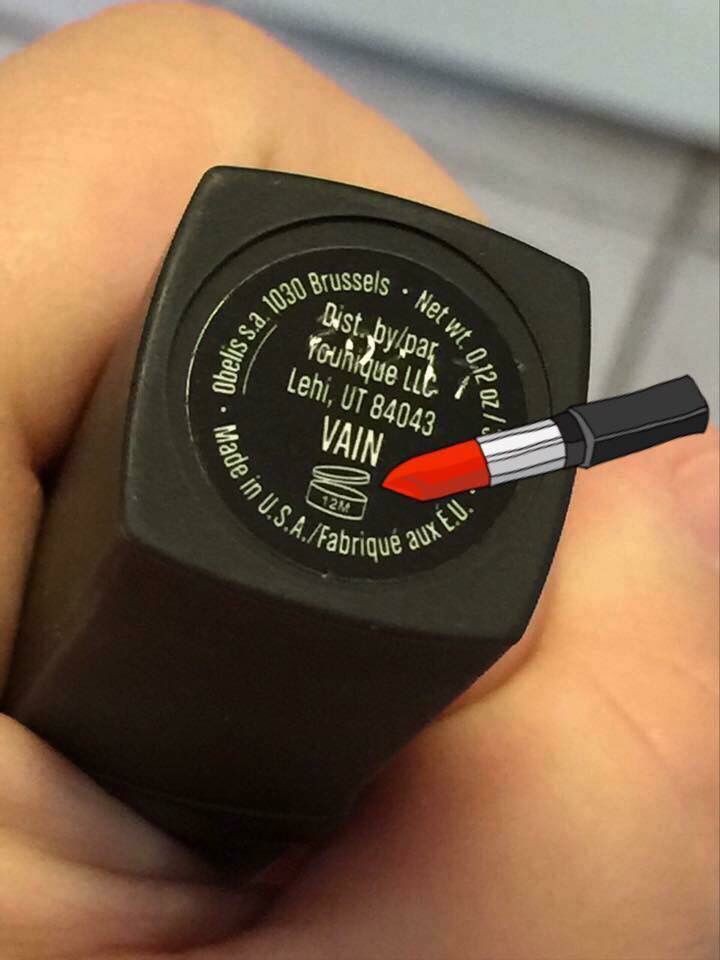 Obelis s.a. 1030 Brussels • Net wt. 0.12 oz /
Dist. by/par
Younique LLC
Lehi, UT 84043
VAIN
12M
Made in U.S.A./Fabriqué aux É.U. •